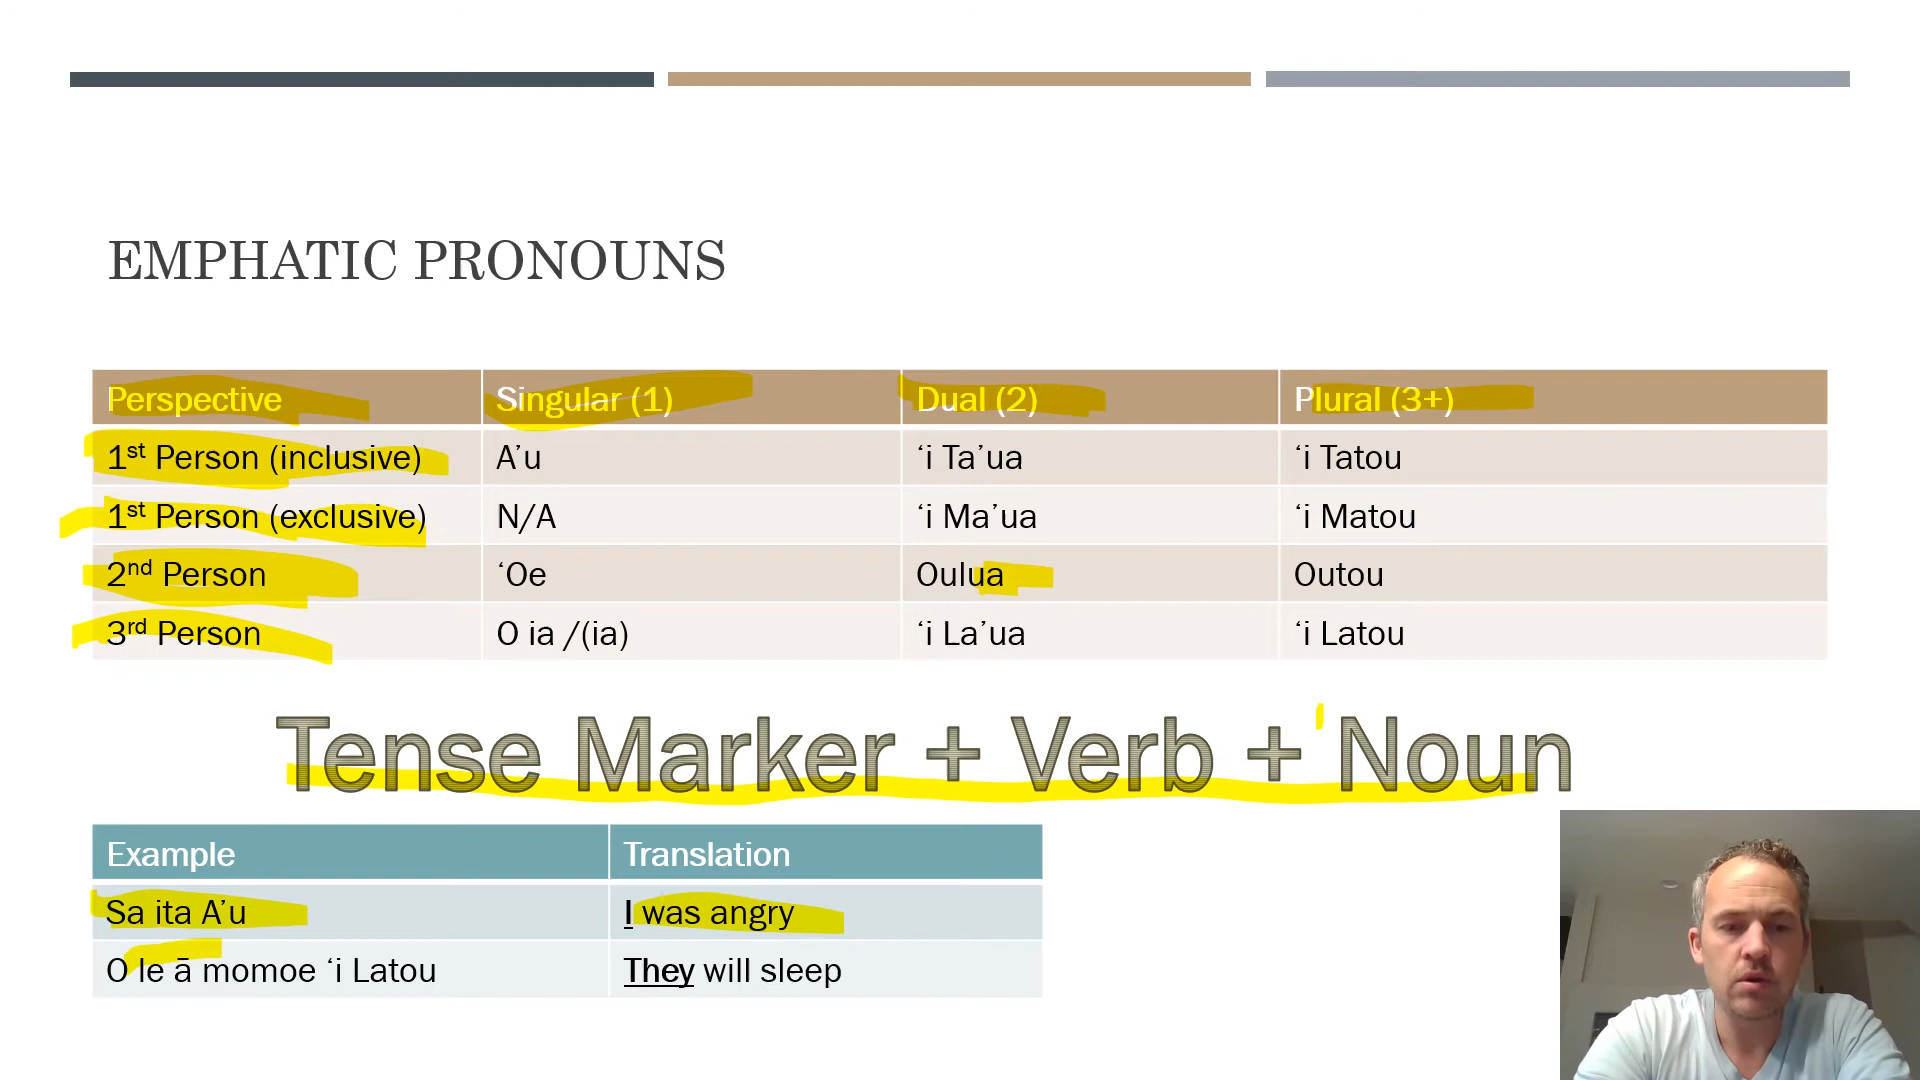 EMPHATIC PRONOUNS
Perspective Singular (1) Dual (2) Plural (3+)
1st Person (inclusive) A’u ‘i Ta’ua ‘i Tatou
1st Person (exclusive) N/A ‘i Ma’ua ‘i Matou
2nd Person ‘Oe Oulua Outou
3rd Person O ia /(ia) ‘i La’ua ‘i Latou
Tense Marker + Verb + Noun
Example Translation
Sa ita A’u I was angry
O le ā momoe ‘i Latou They will sleep